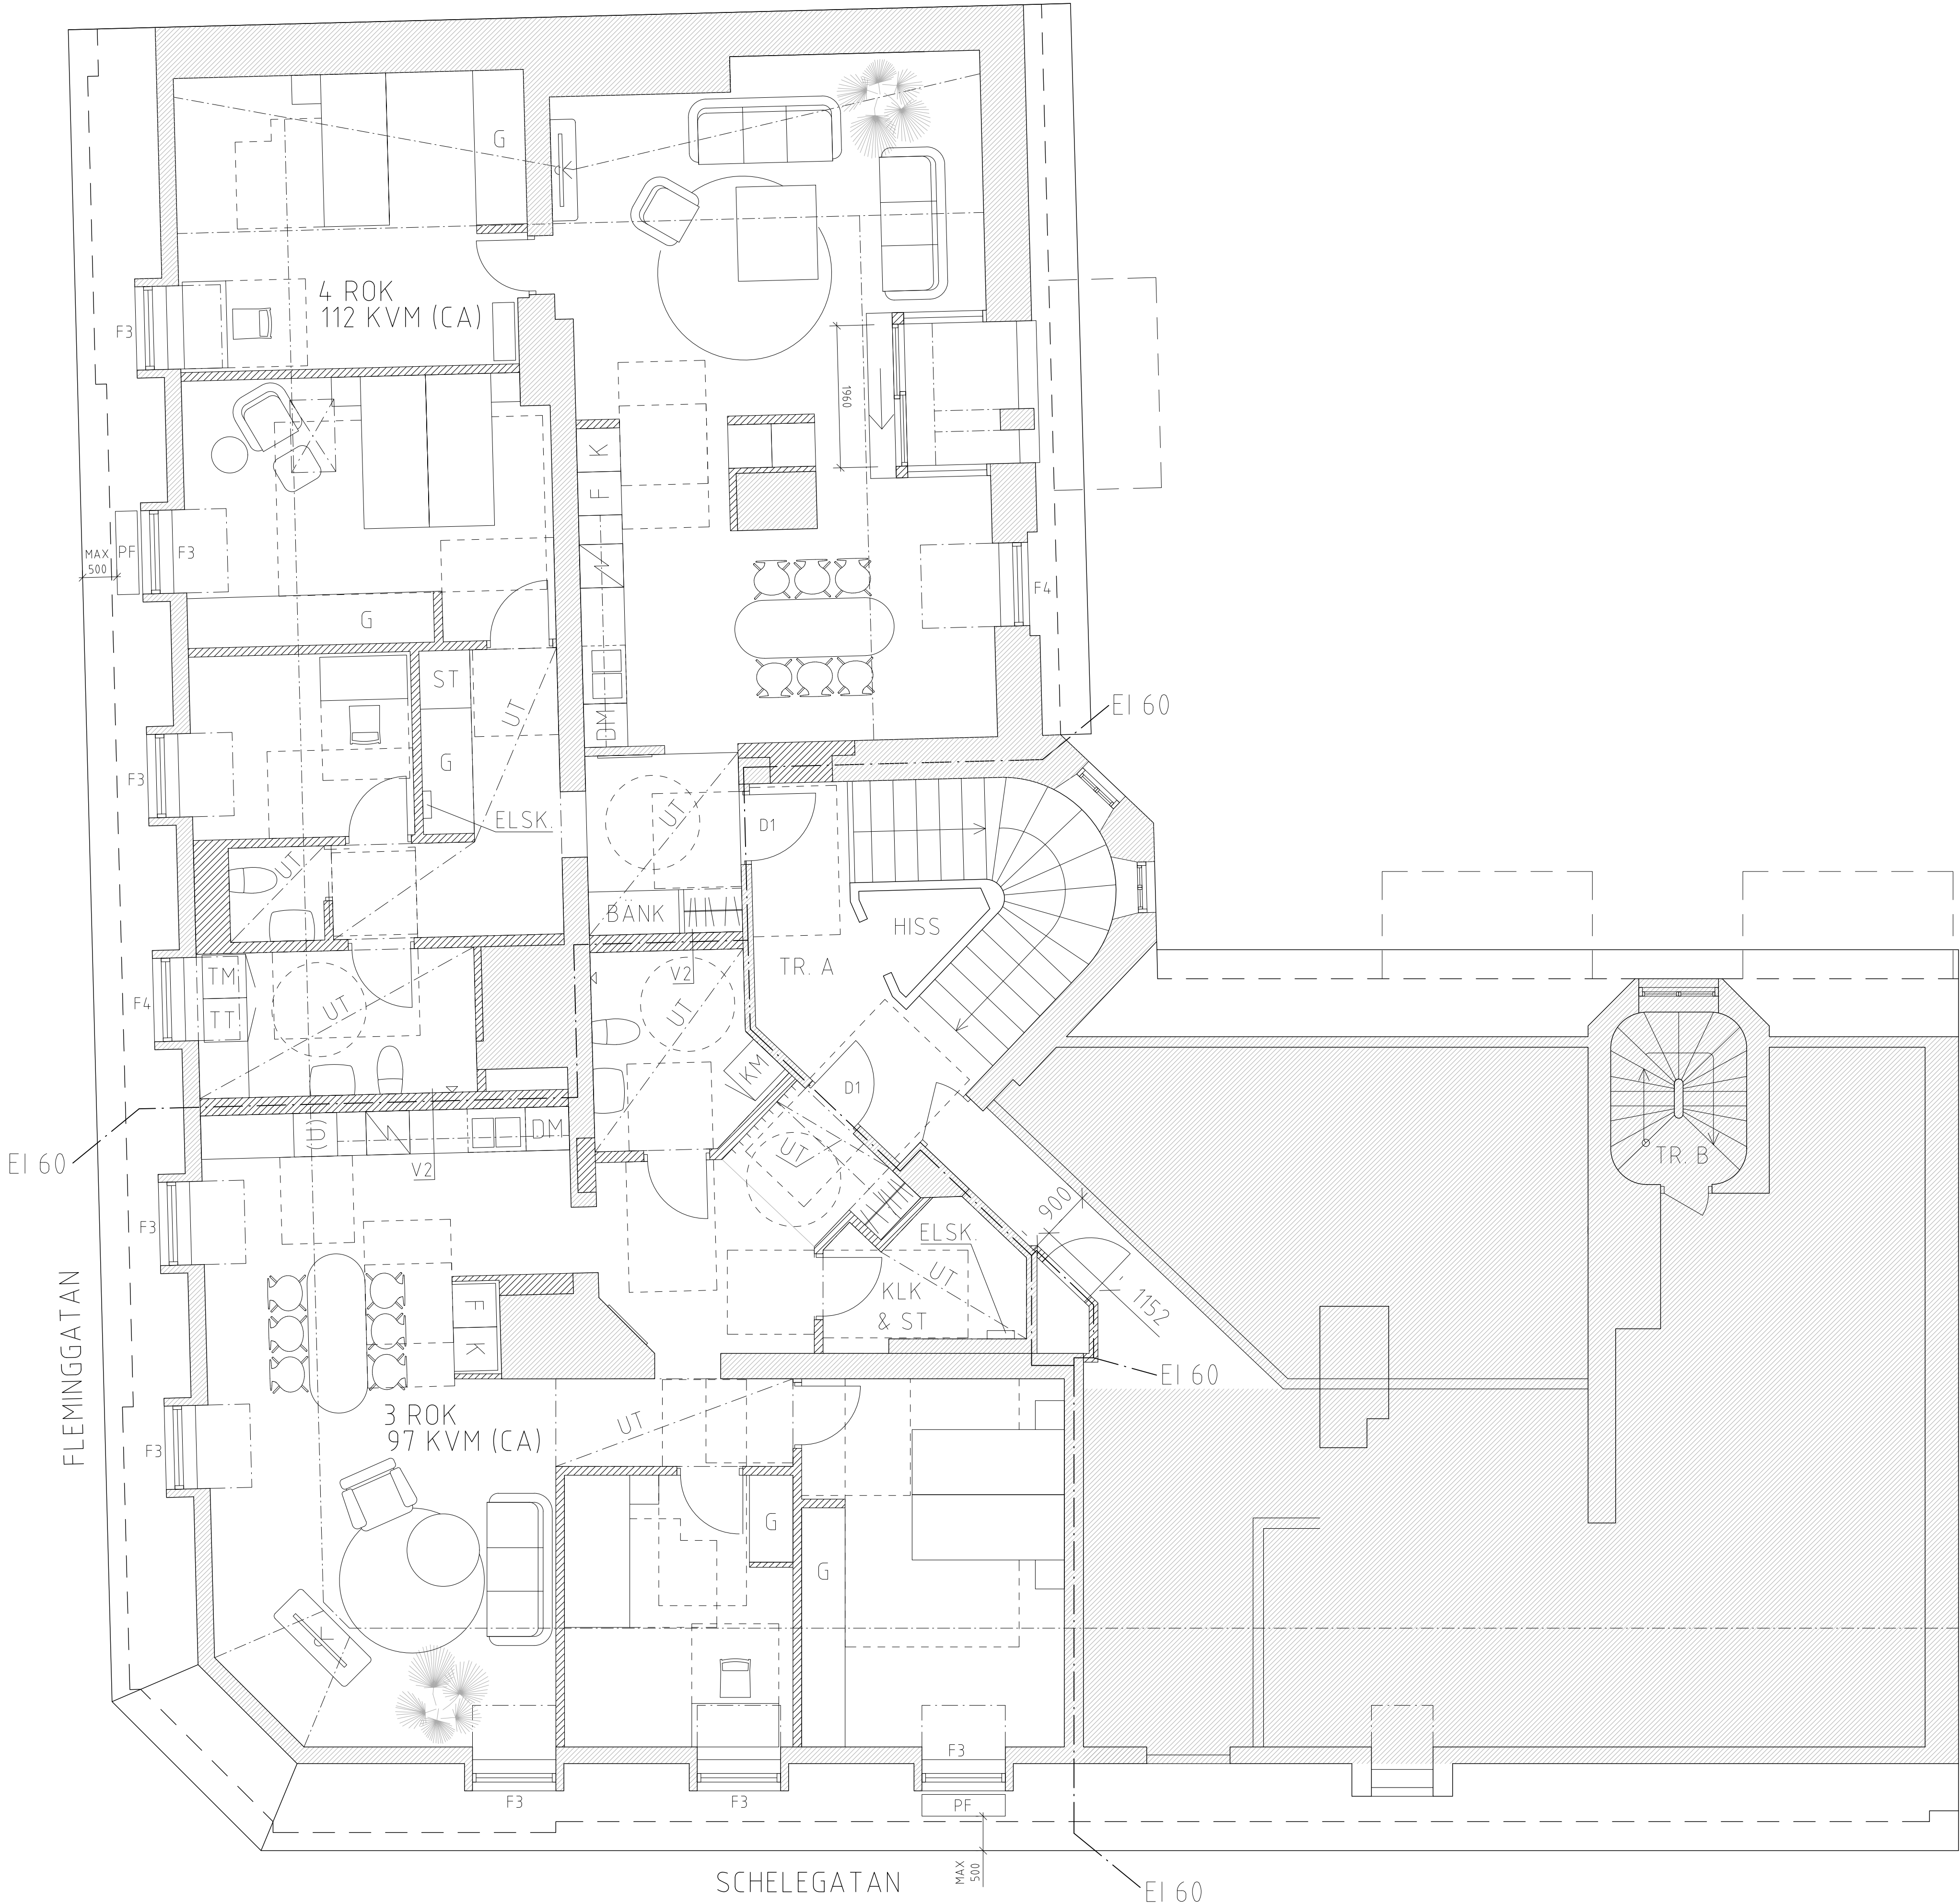 G
4 ROK
112 KVM (CA)
F3
1960
K
F
MAX
500
PF
F3
F4
G
ST
UT
DM
EI 60
G
F3
ELSK.
UT
D1
UT
BANK
HISS
TM
TT
UT
V2
TR. A
F4
UT
KM
D1
(U)
DM
UT
TR. B
EI 60
V2
900
F3
ELSK.
UT
KLK
& ST
1152
F
K
EI 60
FLEMINGGATAN
3 ROK
97 KVM (CA)
UT
F3
G
G
F3
F3
F3
PF
MAX
500
SCHELEGATAN
EI 60